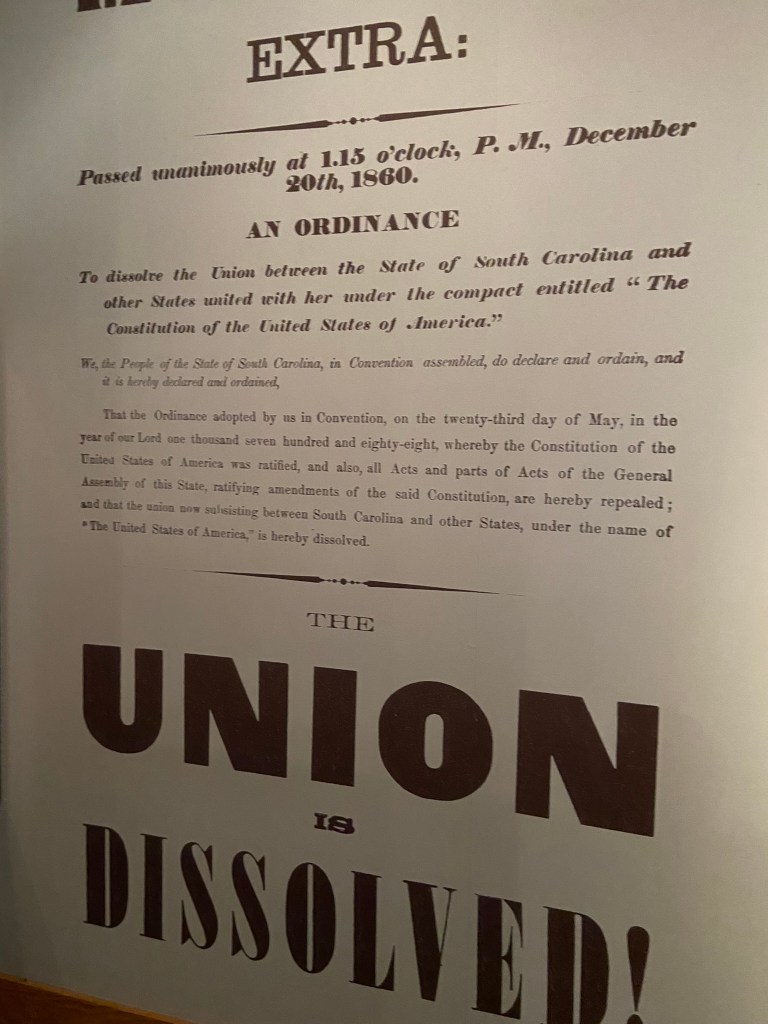 EXTRA:
Passed unanimously at 1.15 o'clock, P. M., December
20th, 1860.
AN ORDINANCE
To dissolve the Union between the State of South Carolina and
other States united with her under the compact entitled “ The
Constitution of the United States of America.”
We, the People of the State of South Carolina, in Convention assembled, do declare and ordain, and
it is hereby declared and ordained,
That the Ordinance adopted by us in Convention, on the twenty-third day of May, in the
year of our Lord one thousand seven hundred and eighty-eight, whereby the Constitution of the
United States of America was ratified, and also, all Acts and parts of Acts of the General
Assembly of this State, ratifying amendments of the said Constitution, are hereby repealed ;
and that the union now subsisting between South Carolina and other States, under the name of
“The United States of America,” is hereby dissolved.
THE
UNION
IS
DISSOLVED!